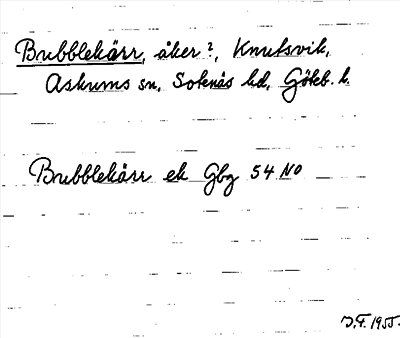 Brubblekärr, åker?, Knutsvik,
Askums sn, Sotenäs hd, Göteb. l.
Brubblekärr ek Gbg 54 NO
J.F. 1955.